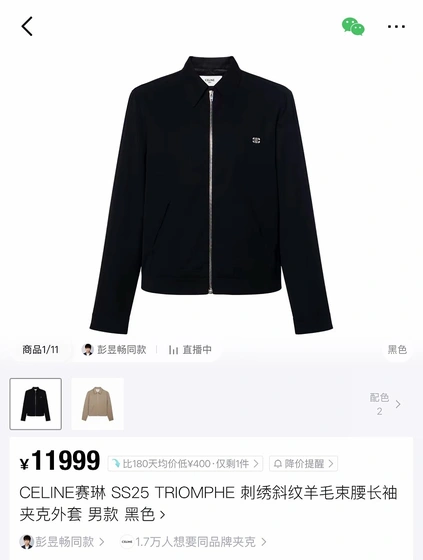 CELINE
商品1/11
彭昱畅同款
直播中
黑色
配色
2
¥11999
比180天均价低¥400·仅剩1件
降价提醒
CELINE赛琳 SS25 TRIOMPHE 刺绣斜纹羊毛束腰长袖
夹克外套 男款 黑色
彭昱畅同款
CELINE
1.7万人想要同品牌夹克